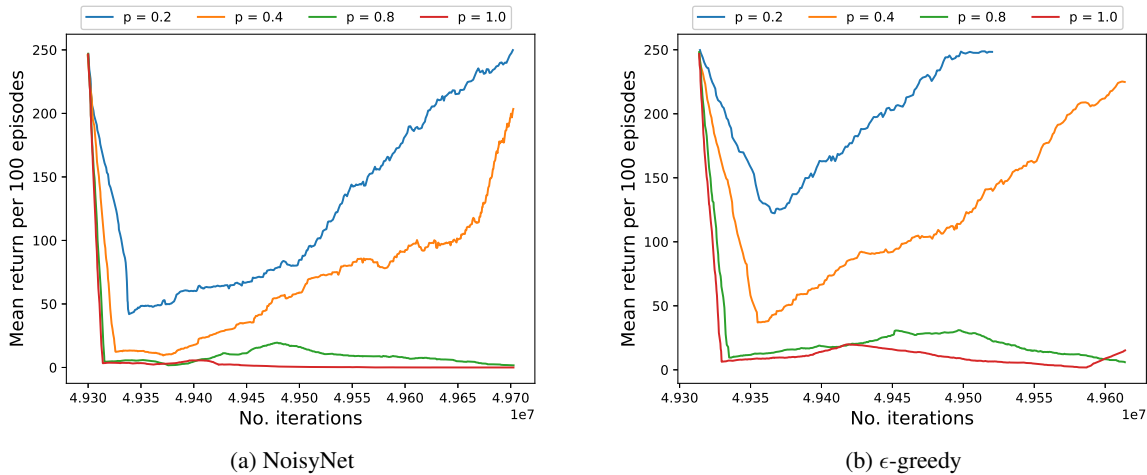 p = 0.2 p = 0.4 p = 0.8 p = 1.0
250
200
150
100
50
0
Mean return per 100 episodes
4.930 4.935 4.940 4.945 4.950 4.955 4.960 4.965 4.970
1e7
No. iterations
(a) NoisyNet
p = 0.2 p = 0.4 p = 0.8 p = 1.0
250
200
150
100
50
0
Mean return per 100 episodes
4.930 4.935 4.940 4.945 4.950 4.955 4.960
1e7
No. iterations
(b) ϵ-greedy